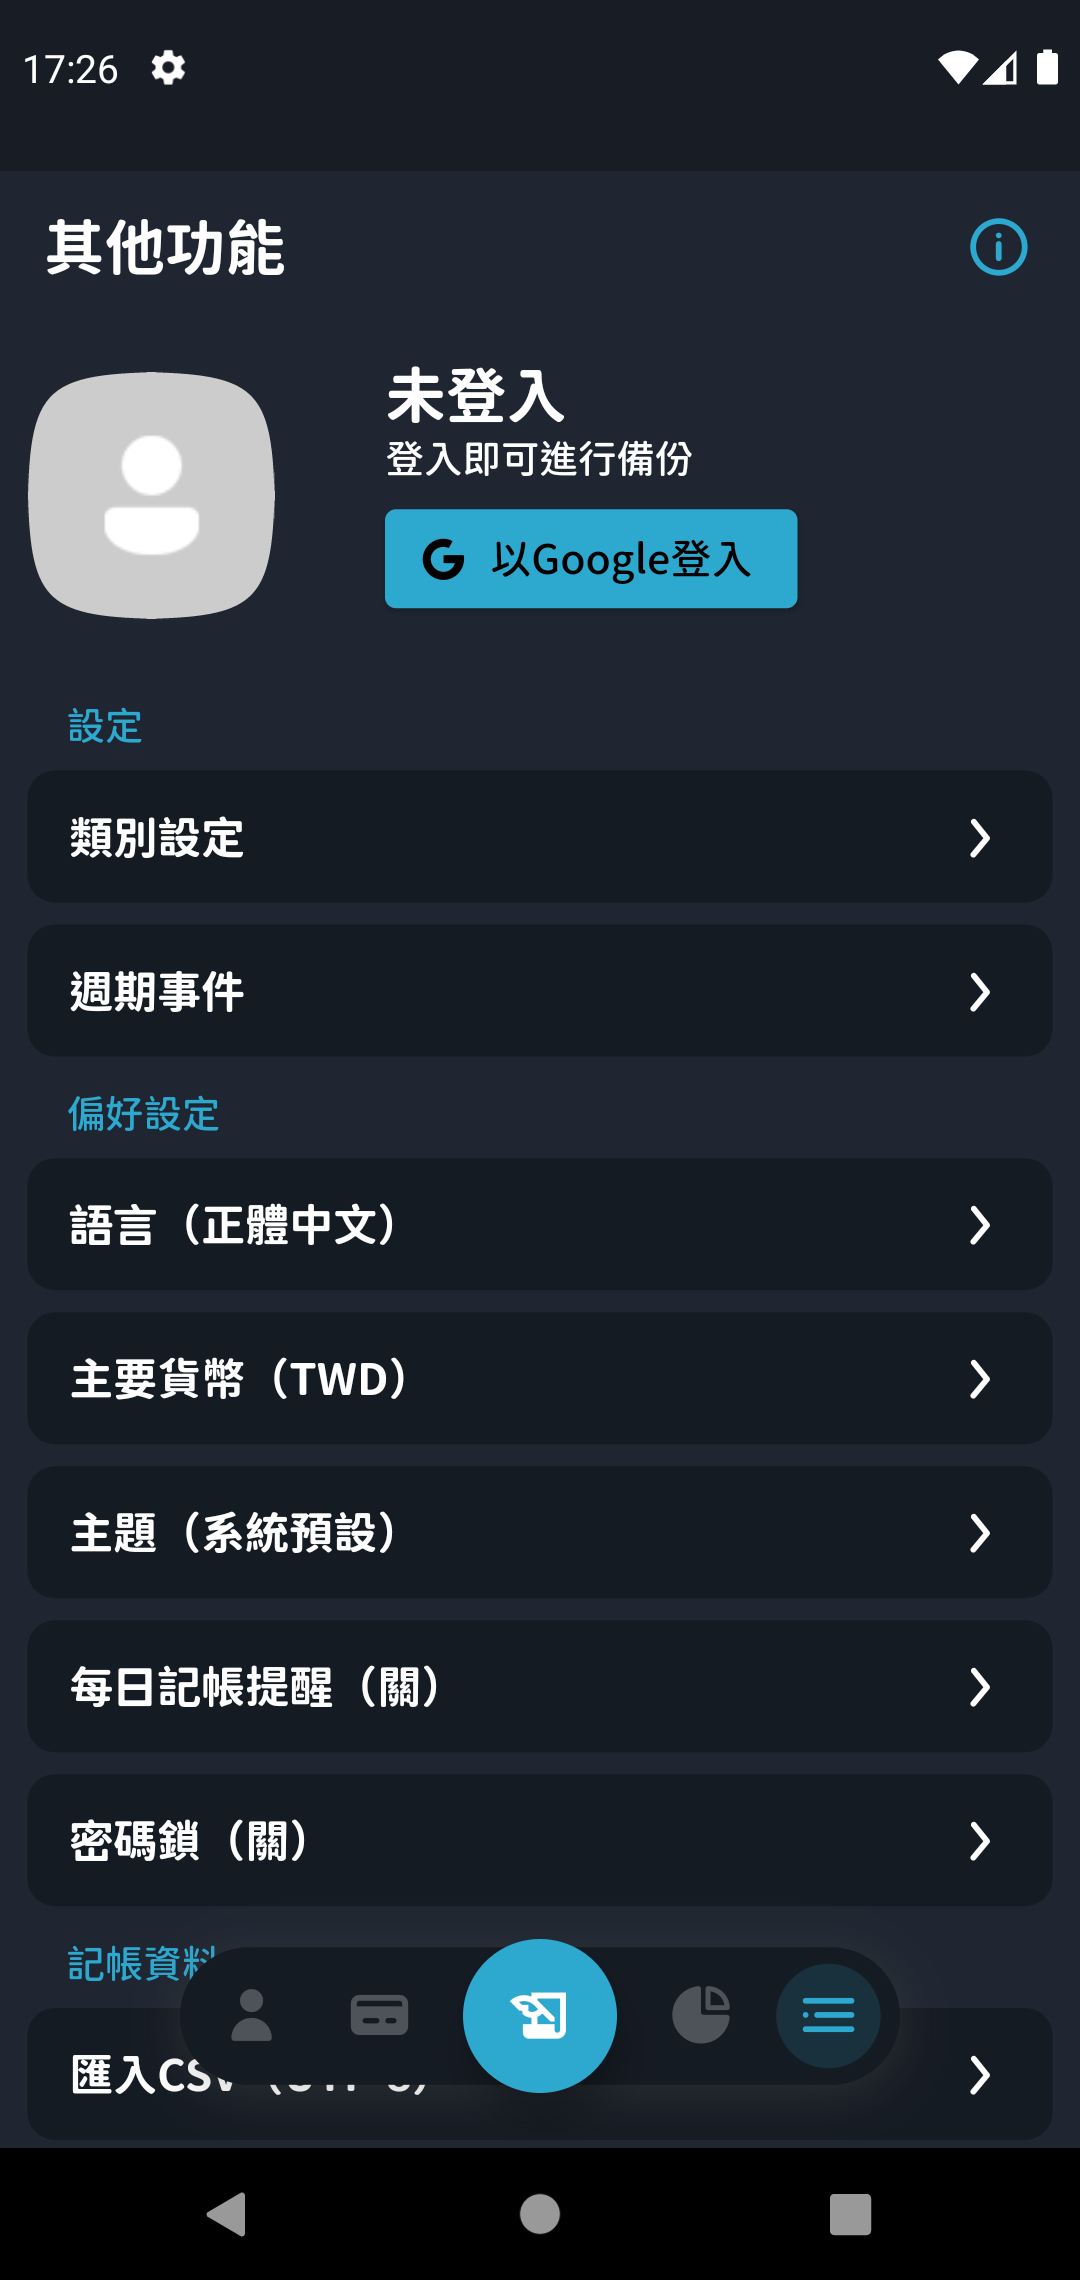 17:26
其他功能
未登入
登入即可進行備份
以Google登入
設定
類別設定
週期事件
偏好設定
語言（正體中文）
主要貨幣（TWD）
主題（系統預設）
每日記帳提醒（關）
密碼鎖（關）
記帳資料
匯入CSV